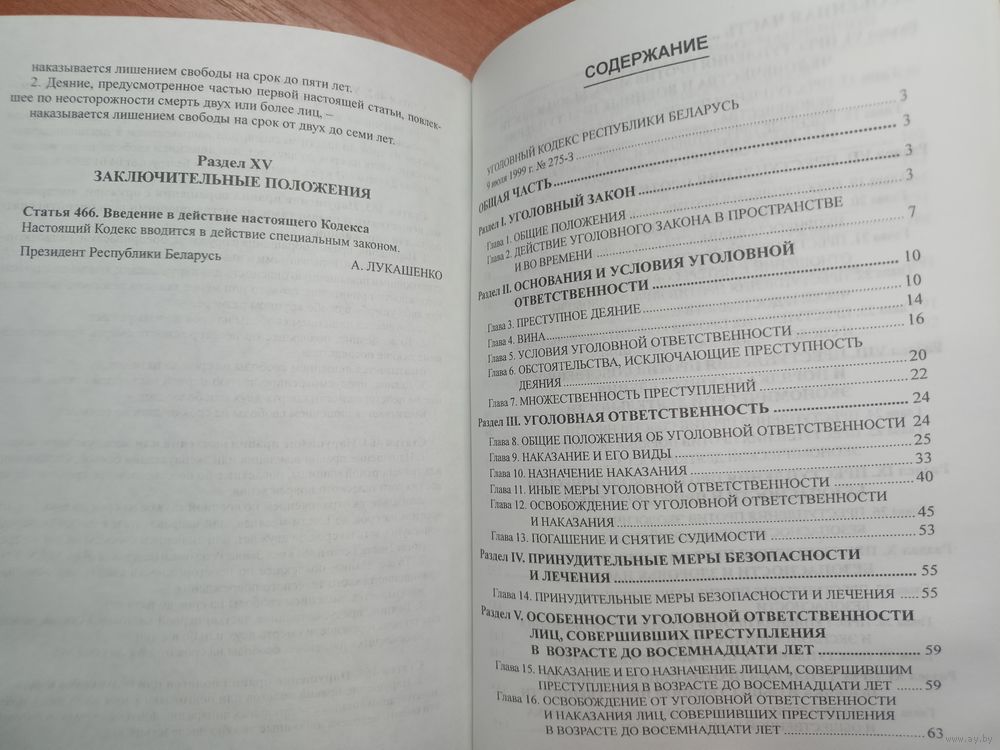 наказывается лишением свободы на срок до пяти лет.
2. Деяние, предусмотренное частью первой настоящей статьи, повлек-
шее по неосторожности смерть двух или более лиц, –
наказывается лишением свободы на срок от двух до семи лет.
Раздел XV
ЗАКЛЮЧИТЕЛЬНЫЕ ПОЛОЖЕНИЯ
Статья 466. Введение в действие настоящего Кодекса
Настоящий Кодекс вводится в действие специальным законом.
Президент Республики Беларусь
А. ЛУКАШЕНКО
СОДЕРЖАНИЕ
УГОЛОВНЫЙ КОДЕКС РЕСПУБЛИКИ БЕЛАРУСЬ
9 июля 1999 г. № 275-З ........ 3
ОБЩАЯ ЧАСТЬ ........ 3
Раздел I. УГОЛОВНЫЙ ЗАКОН ........ 3
Глава 1. ОБЩИЕ ПОЛОЖЕНИЯ ........ 3
Глава 2. ДЕЙСТВИЕ УГОЛОВНОГО ЗАКОНА В ПРОСТРАНСТВЕ
И ВО ВРЕМЕНИ ........ 7
Раздел II. ОСНОВАНИЯ И УСЛОВИЯ УГОЛОВНОЙ
ОТВЕТСТВЕННОСТИ ........ 10
Глава 3. ПРЕСТУПНОЕ ДЕЯНИЕ ........ 10
Глава 4. ВИНА ........ 14
Глава 5. УСЛОВИЯ УГОЛОВНОЙ ОТВЕТСТВЕННОСТИ ........ 16
Глава 6. ОБСТОЯТЕЛЬСТВА, ИСКЛЮЧАЮЩИЕ ПРЕСТУПНОСТЬ
ДЕЯНИЯ ........ 20
Глава 7. МНОЖЕСТВЕННОСТЬ ПРЕСТУПЛЕНИЙ ........ 22
Раздел III. УГОЛОВНАЯ ОТВЕТСТВЕННОСТЬ ........ 24
Глава 8. ОБЩИЕ ПОЛОЖЕНИЯ ОБ УГОЛОВНОЙ ОТВЕТСТВЕННОСТИ 24
Глава 9. НАКАЗАНИЕ И ЕГО ВИДЫ ........ 25
Глава 10. НАЗНАЧЕНИЕ НАКАЗАНИЯ ........ 33
Глава 11. ИНЫЕ МЕРЫ УГОЛОВНОЙ ОТВЕТСТВЕННОСТИ ........ 40
Глава 12. ОСВОБОЖДЕНИЕ ОТ УГОЛОВНОЙ ОТВЕТСТВЕННОСТИ
И НАКАЗАНИЯ ........ 45
Глава 13. ПОГАШЕНИЕ И СНЯТИЕ СУДИМОСТИ ........ 53
Раздел IV. ПРИНУДИТЕЛЬНЫЕ МЕРЫ БЕЗОПАСНОСТИ
И ЛЕЧЕНИЯ ........ 55
Глава 14. ПРИНУДИТЕЛЬНЫЕ МЕРЫ БЕЗОПАСНОСТИ И ЛЕЧЕНИЯ ..... 55
Раздел V. ОСОБЕННОСТИ УГОЛОВНОЙ ОТВЕТСТВЕННОСТИ
ЛИЦ, СОВЕРШИВШИХ ПРЕСТУПЛЕНИЯ
В ВОЗРАСТЕ ДО ВОСЕМНАДЦАТИ ЛЕТ ........ 59
Глава 15. НАКАЗАНИЕ И ЕГО НАЗНАЧЕНИЕ ЛИЦАМ, СОВЕРШИВШИМ
ПРЕСТУПЛЕНИЯ В ВОЗРАСТЕ ДО ВОСЕМНАДЦАТИ ЛЕТ ...... 59
Глава 16. ОСВОБОЖДЕНИЕ ОТ УГОЛОВНОЙ ОТВЕТСТВЕННОСТИ
И НАКАЗАНИЯ ЛИЦ, СОВЕРШИВШИХ ПРЕСТУПЛЕНИЯ
В ВОЗРАСТЕ ДО ВОСЕМНАДЦАТИ ЛЕТ ........ 63
www.ay.by